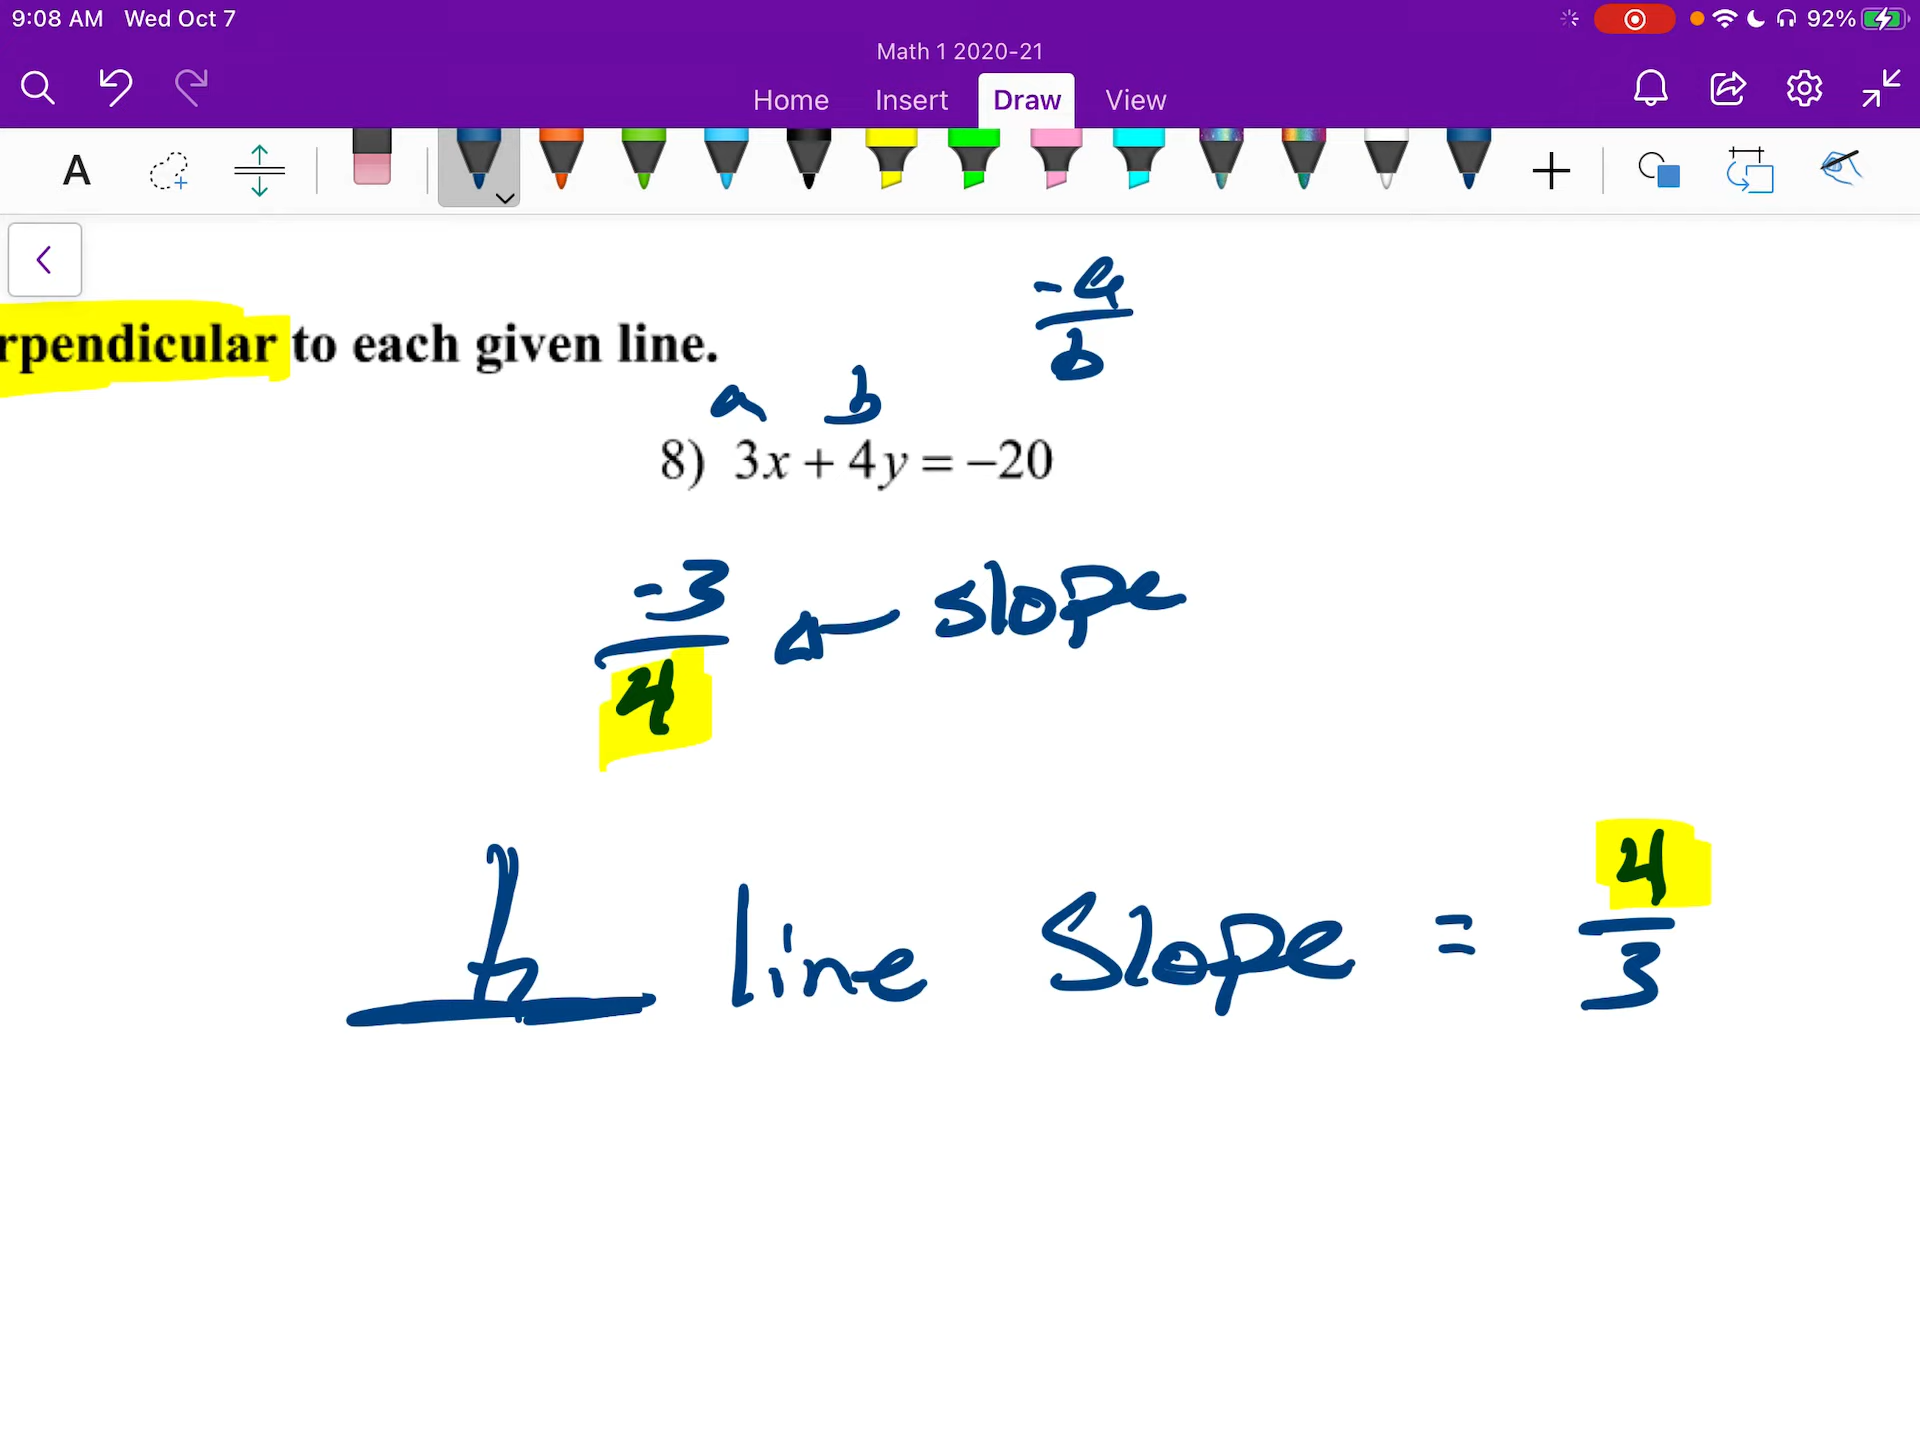 9:08 AM Wed Oct 7
92%
Math 1 2020-21
Home Insert Draw View
A
-a
b
rpendicular to each given line.
a b
8) 3x + 4y = −20
-3
4
slope
line Slope = 4
3